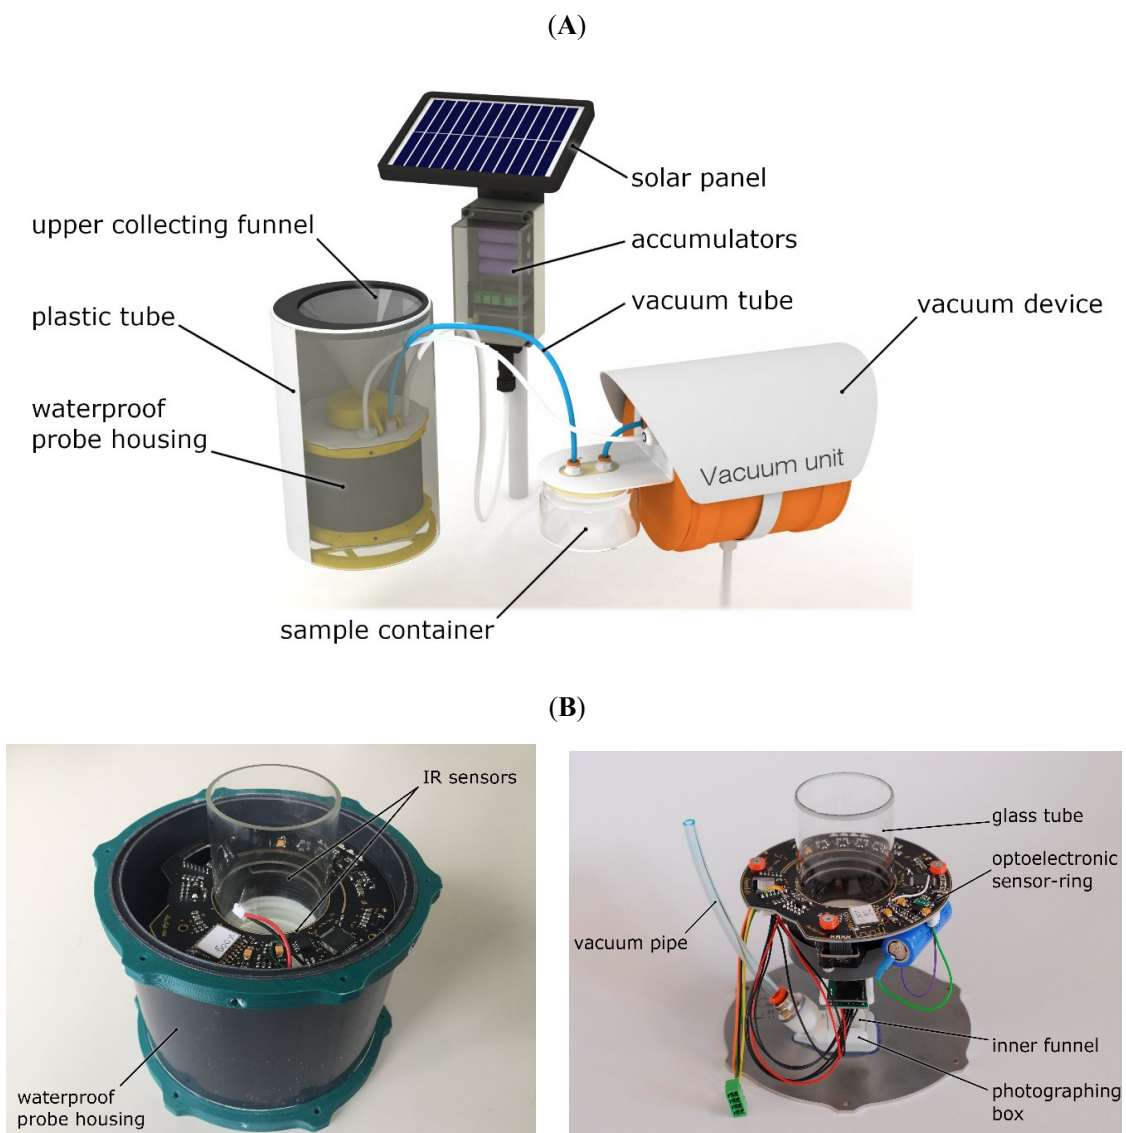 (A)
solar panel
upper collecting funnel
accumulators
vacuum tube
vacuum device
plastic tube
waterproof
probe housing
Vacuum unit
sample container
(B)
IR sensors
waterproof
probe housing
glass tube
optoelectronic
sensor-ring
vacuum pipe
inner funnel
photographing
box